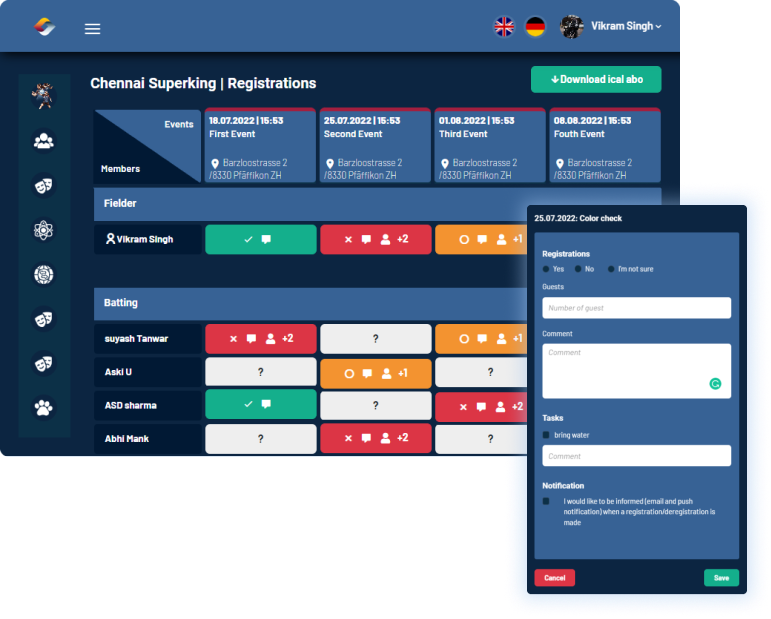 Vikram Singh
Chennai Superking | Registrations
Download ical abo
Events
Members
18.07.2022 | 15:53
First Event
Barzloostrasse 2
/8330 Pfäffikon ZH
25.07.2022 | 15:53
Second Event
Barzloostrasse 2
/8330 Pfäffikon ZH
01.08.2022 | 15:53
Third Event
Barzloostrasse 2
/8330 Pfäffikon ZH
08.08.2022 | 15:53
Fouth Event
Barzloostrasse 2
/8330 Pfäffikon ZH
Fielder
Vikram Singh
+2
+1
Batting
suyash Tanwar
+2
?
+1
Aski U
?
+1
?
ASD sharma
?
+2
Abhi Mank
?
+2
?
25.07.2022: Color check
Registrations
Yes No I'm not sure
Guests
Number of guest
Comment
Comment
Tasks
bring water
Comment
Notification
I would like to be informed (email and push
notification) when a registration/deregistration is
made
Cancel
Save